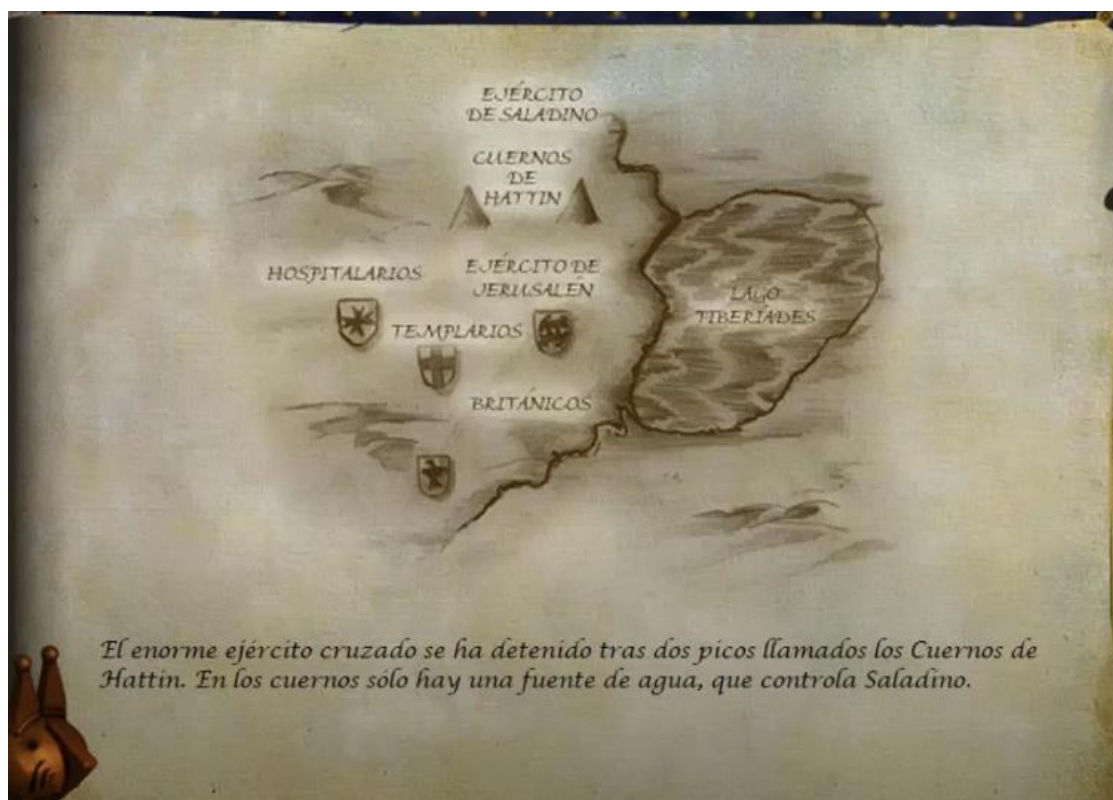 EJÉRCITO
DE SALADINO
CUERNOS
DE
HATTIN
HOSPITALARIOS
EJÉRCITO DE
JERUSALÉN
LAGO
TIBERÍADES
TEMPLARIOS
BRITÁNICOS
El enorme ejército cruzado se ha detenido tras dos picos llamados los Cuernos de
Hattin. En los cuernos sólo hay una fuente de agua, que controla Saladino.